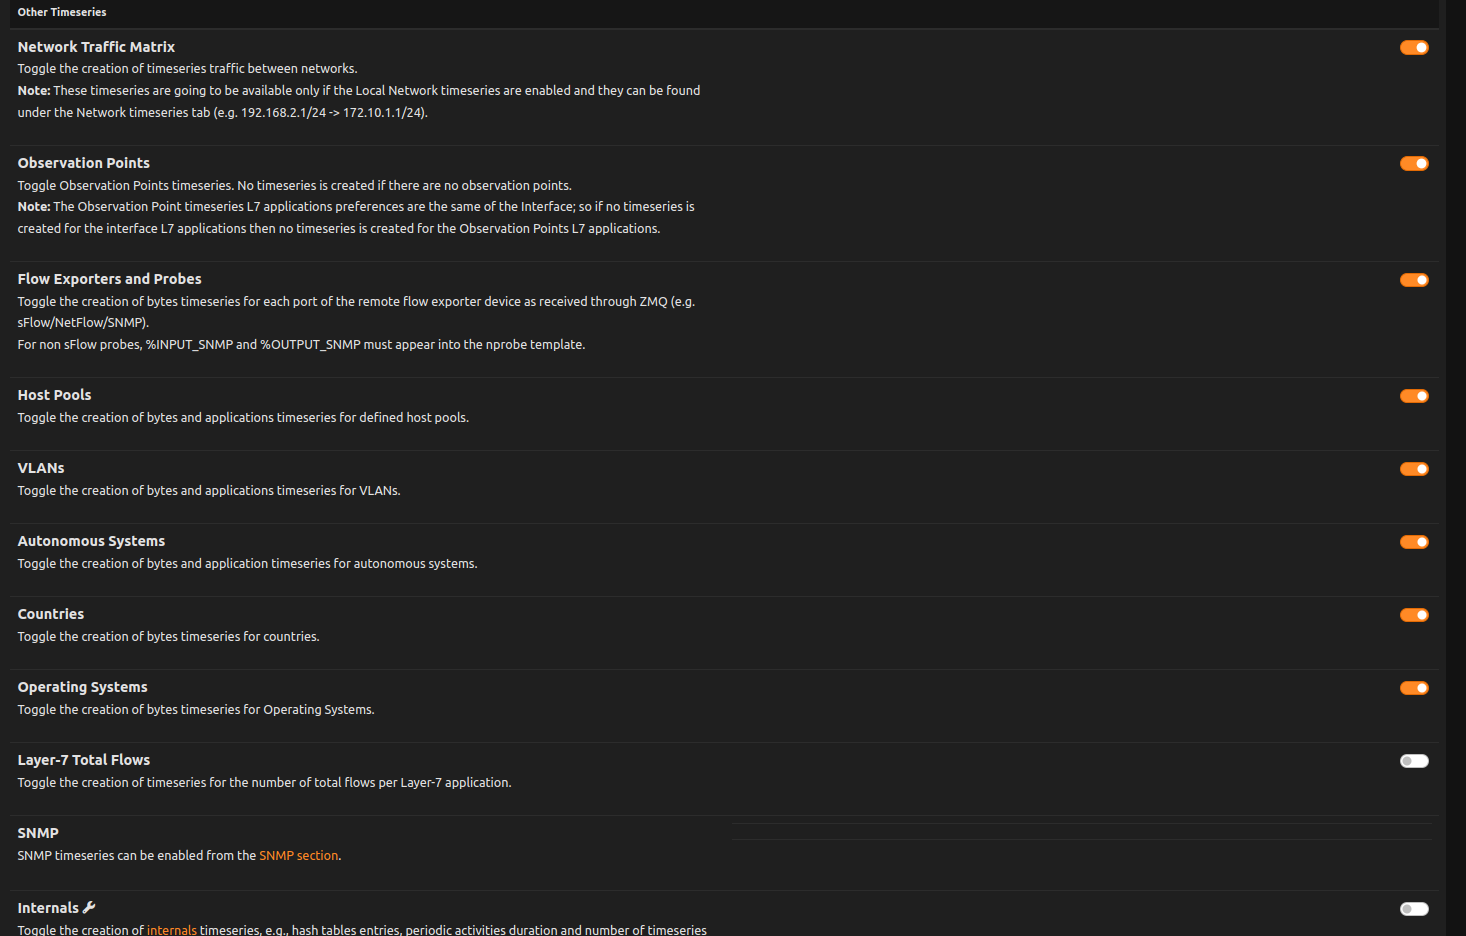 Other Timeseries
Network Traffic Matrix
Toggle the creation of timeseries traffic between networks.
Note: These timeseries are going to be available only if the Local Network timeseries are enabled and they can be found
under the Network timeseries tab (e.g. 192.168.2.1/24 -> 172.10.1.1/24).
Observation Points
Toggle Observation Points timeseries. No timeseries is created if there are no observation points.
Note: The Observation Point timeseries L7 applications preferences are the same of the Interface; so if no timeseries is
created for the interface L7 applications then no timeseries is created for the Observation Points L7 applications.
Flow Exporters and Probes
Toggle the creation of bytes timeseries for each port of the remote flow exporter device as received through ZMQ (e.g.
sFlow/NetFlow/SNMP).
For non sFlow probes, %INPUT_SNMP and %OUTPUT_SNMP must appear into the nprobe template.
Host Pools
Toggle the creation of bytes and applications timeseries for defined host pools.
VLANs
Toggle the creation of bytes and applications timeseries for VLANs.
Autonomous Systems
Toggle the creation of bytes and application timeseries for autonomous systems.
Countries
Toggle the creation of bytes timeseries for countries.
Operating Systems
Toggle the creation of bytes timeseries for Operating Systems.
Layer-7 Total Flows
Toggle the creation of timeseries for the number of total flows per Layer-7 application.
SNMP
SNMP timeseries can be enabled from the SNMP section.
Internals
Toggle the creation of internals timeseries, e.g., hash tables entries, periodic activities duration and number of timeseries